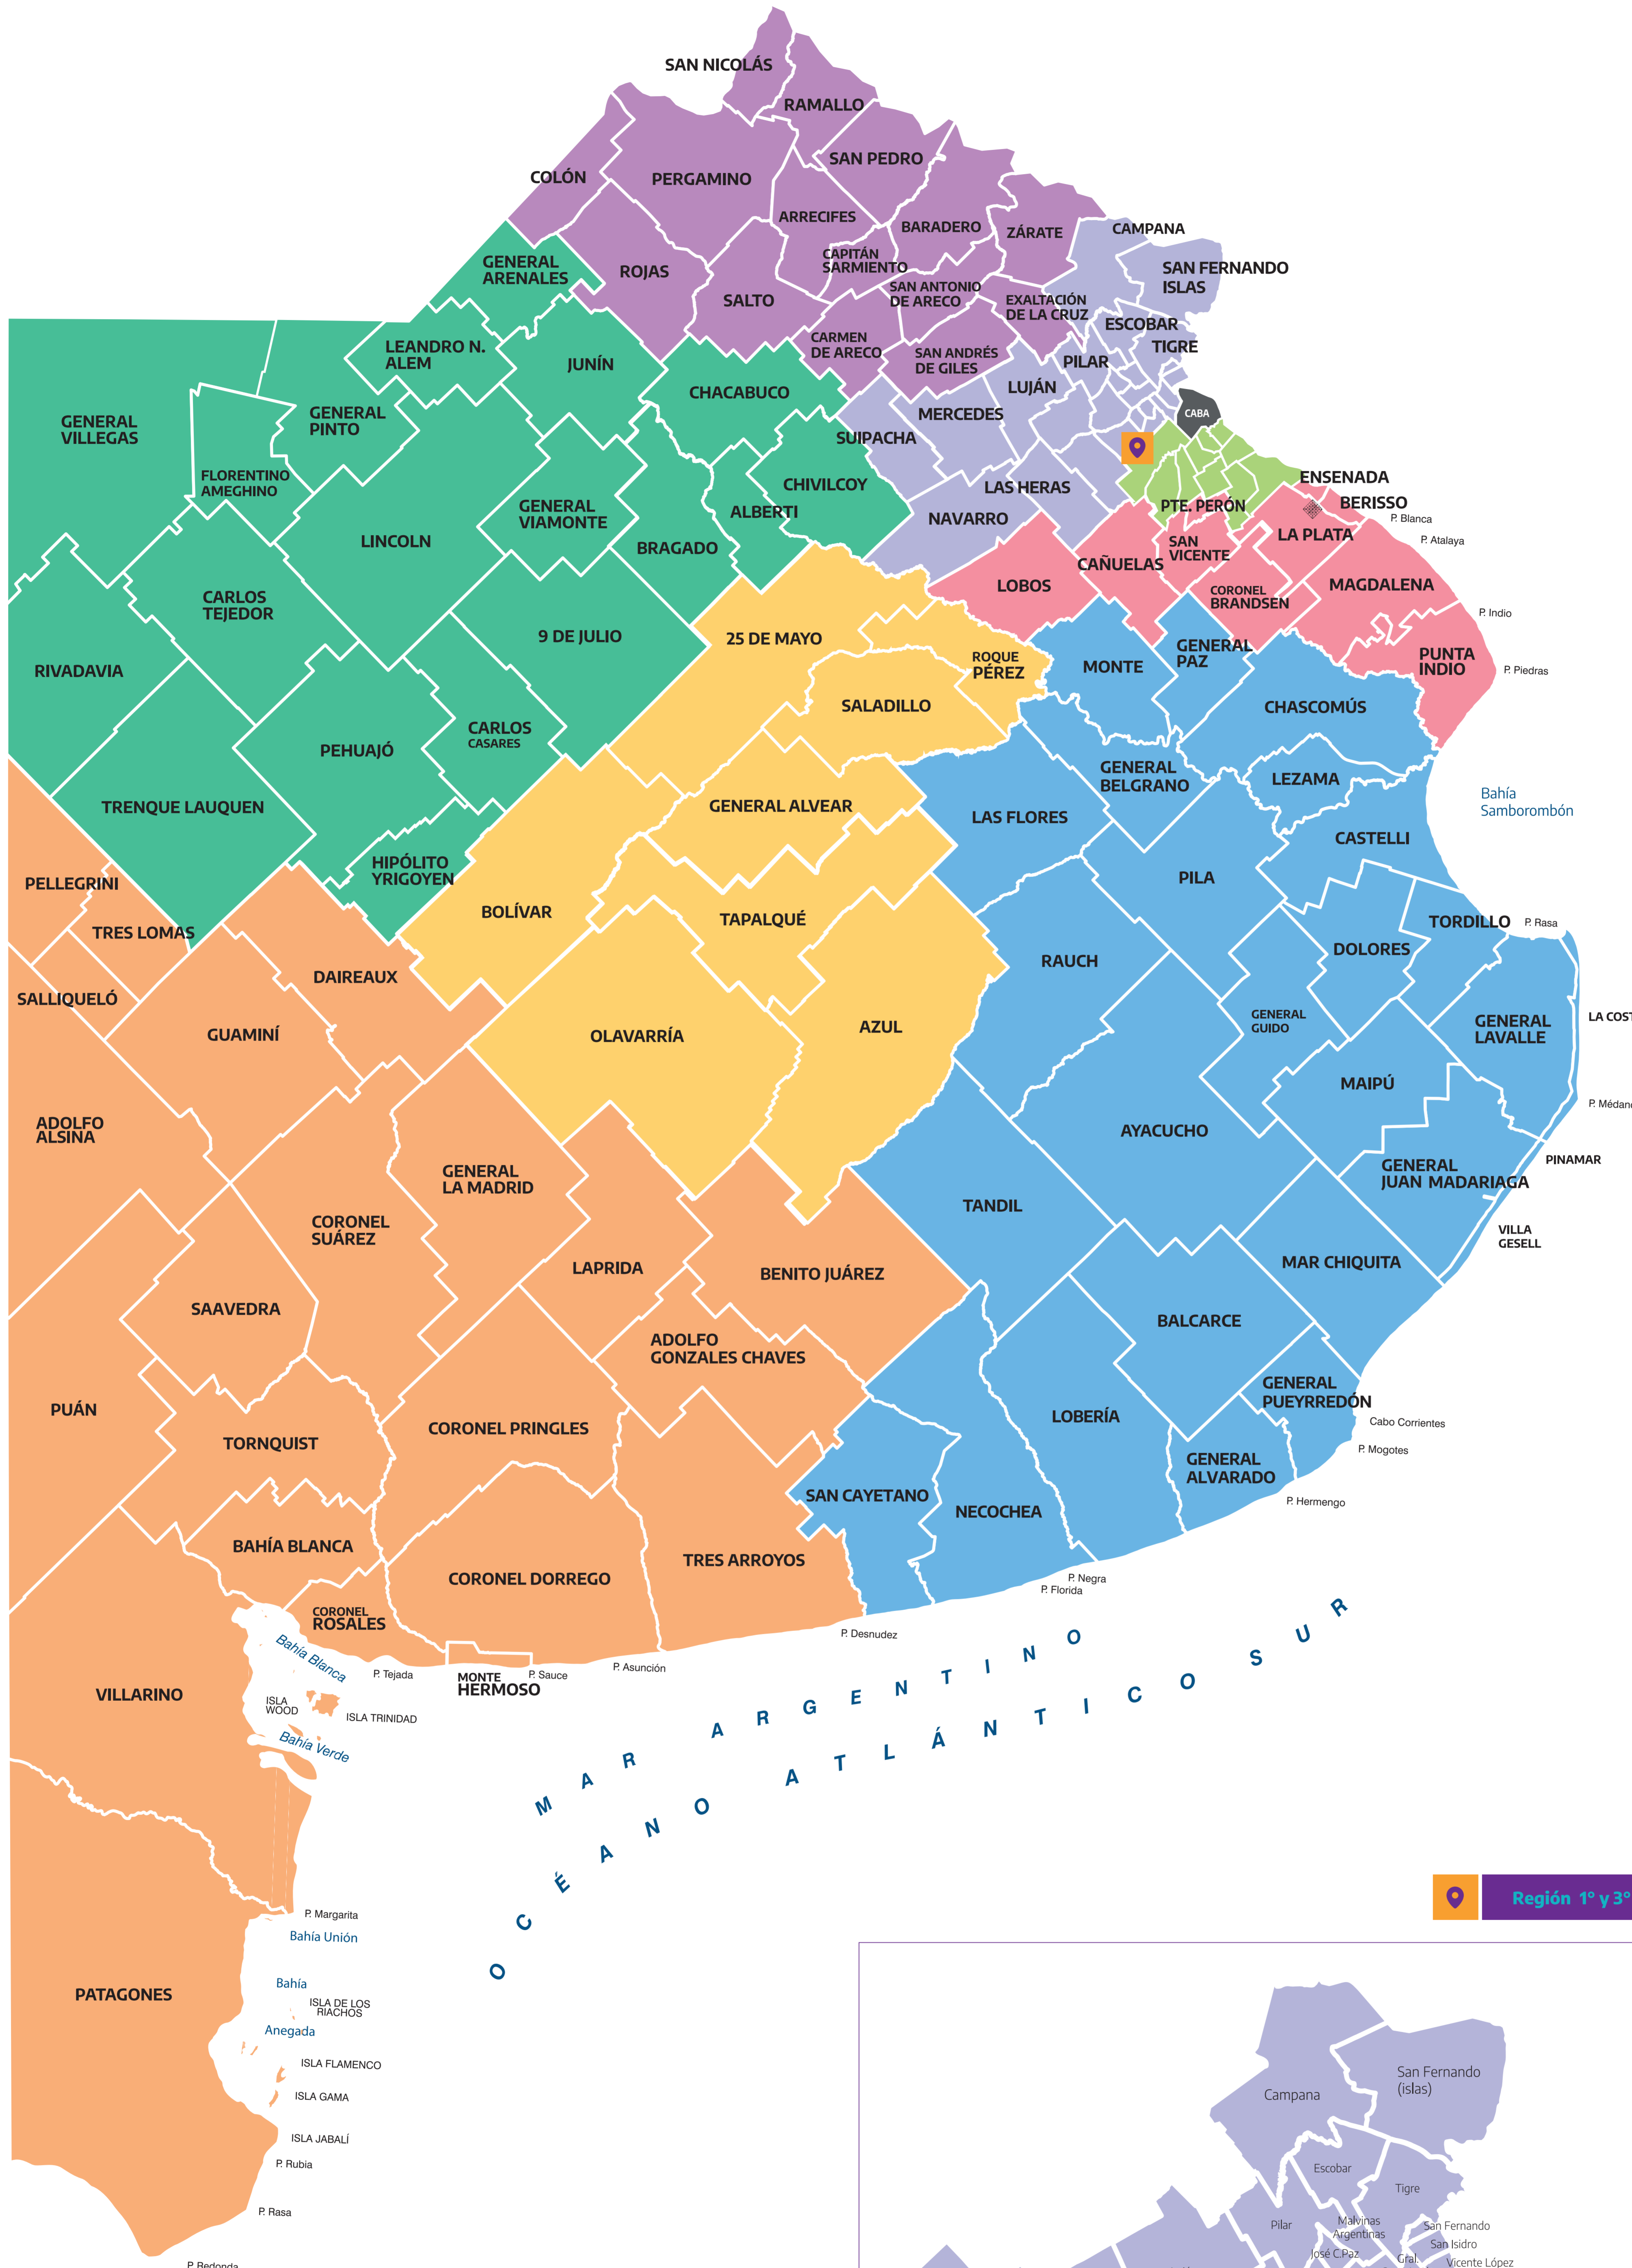 SAN NICOLÁS
RAMALLO
SAN PEDRO
COLÓN
PERGAMINO
ARRECIFES
BARADERO
ZÁRATE
CAMPANA
CAPITÁN
SARMIENTO
GENERAL
ARENALES
ROJAS
SALTO
SAN ANTONIO
DE ARECO
EXALTACIÓN
DE LA CRUZ
SAN FERNANDO
ISLAS
ESCOBAR
TIGRE
LEANDRO N.
ALEM
JUNÍN
CARMEN
DE ARECO
SAN ANDRÉS
DE GILES
PILAR
LUJÁN
CHACABUCO
MERCEDES
CABA
GENERAL
VILLEGAS
GENERAL
PINTO
SUIPACHA
FLORENTINO
AMEGHINO
CHIVILCOY
LAS HERAS
ENSENADA
BERISSO
P. Blanca
GENERAL
VIAMONTE
ALBERTI
NAVARRO
PTE. PERÓN
LA PLATA
P. Atalaya
LINCOLN
BRAGADO
SAN
VICENTE
CAÑUELAS
LOBOS
CORONEL
BRANDSEN
MAGDALENA
P. Indio
CARLOS
TEJEDOR
9 DE JULIO
25 DE MAYO
ROQUE
PÉREZ
MONTE
GENERAL
PAZ
PUNTA
INDIO
P. Piedras
RIVADAVIA
SALADILLO
CHASCOMÚS
PEHUAJÓ
CARLOS
CASARES
GENERAL
BELGRANO
LEZAMA
Bahía
Samborombón
TRENQUE LAUQUEN
GENERAL ALVEAR
LAS FLORES
CASTELLI
HIPÓLITO
YRIGOYEN
PELLEGRINI
PILA
BOLÍVAR
TAPALQUÉ
TRES LOMAS
TORDILLO
P. Rasa
DAIREAUX
RAUCH
DOLORES
SALLIQUELÓ
GUAMINÍ
OLAVARRÍA
AZUL
GENERAL
GUIDO
GENERAL
LAVALLE
MAIPÚ
ADOLFO
ALSINA
AYACUCHO
GENERAL
JUAN MADARIAGA
PINAMAR
GENERAL
LA MADRID
TANDIL
CORONEL
SUÁREZ
VILLA
GESELL
LAPRIDA
BENITO JUÁREZ
MAR CHIQUITA
SAAVEDRA
BALCARCE
ADOLFO
GONZALES CHAVES
GENERAL
PUEYRREDÓN
PUÁN
LOBERÍA
Cabo Corrientes
TORNQUIST
CORONEL PRINGLES
P. Mogotes
GENERAL
ALVARADO
SAN CAYETANO
NECOCHEA
P. Hermengo
BAHÍA BLANCA
TRES ARROYOS
CORONEL DORREGO
P. Negra
P. Florida
CORONEL
ROSALES
P. Desnudez
Bahía Blanca
P. Tejada
MONTE
HERMOSO
P. Sauce
P. Asunción
VILLARINO
ISLA
WOOD
ISLA TRINIDAD
Bahía Verde
MAR ARGENTINO
OCÉANO ATLÁNTICO SUR
P. Margarita
Bahía Unión
Región 1° y 3°
PATAGONES
Bahía
Anegada
ISLA DE LOS
RIACHOS
ISLA FLAMENCO
ISLA GAMA
ISLA JABALÍ
P. Rubia
P. Rasa
P. Redonda
San Fernando
(islas)
Campana
Escobar
Tigre
Pilar
Malvinas
Argentinas
San Fernando
San Isidro
José C.Paz
Gral.
Vicente López